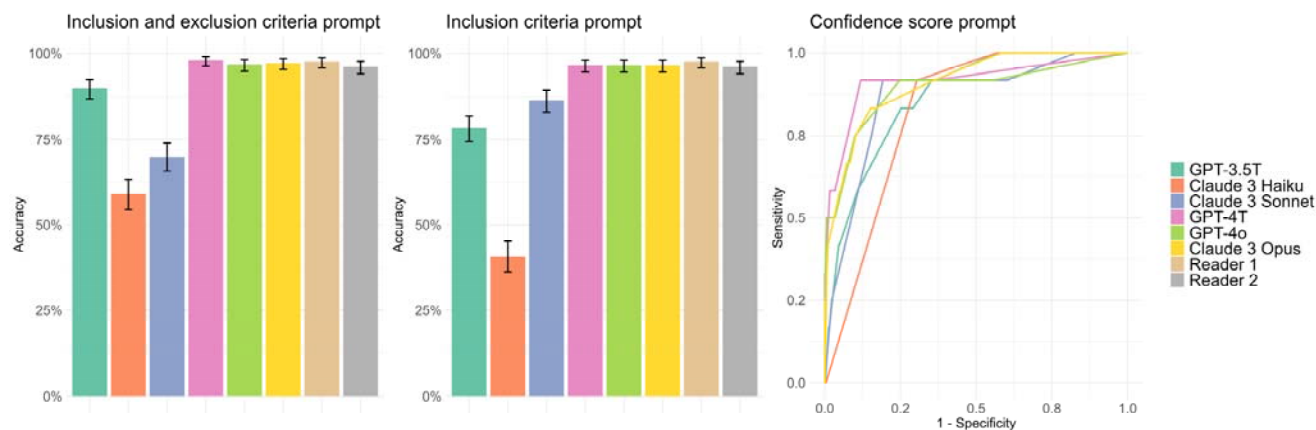 Inclusion and exclusion criteria prompt
100%
75%
50%
25%
0%
Accuracy
Inclusion criteria prompt
100%
75%
50%
25%
0%
Accuracy
Confidence score prompt
1.0
0.8
0.5
0.2
0.0
Sensitivity
0.0
0.2
0.5
0.8
1.0
1 - Specificity
GPT-3.5T
Claude 3 Haiku
Claude 3 Sonnet
GPT-4T
GPT-4o
Claude 3 Opus
Reader 1
Reader 2